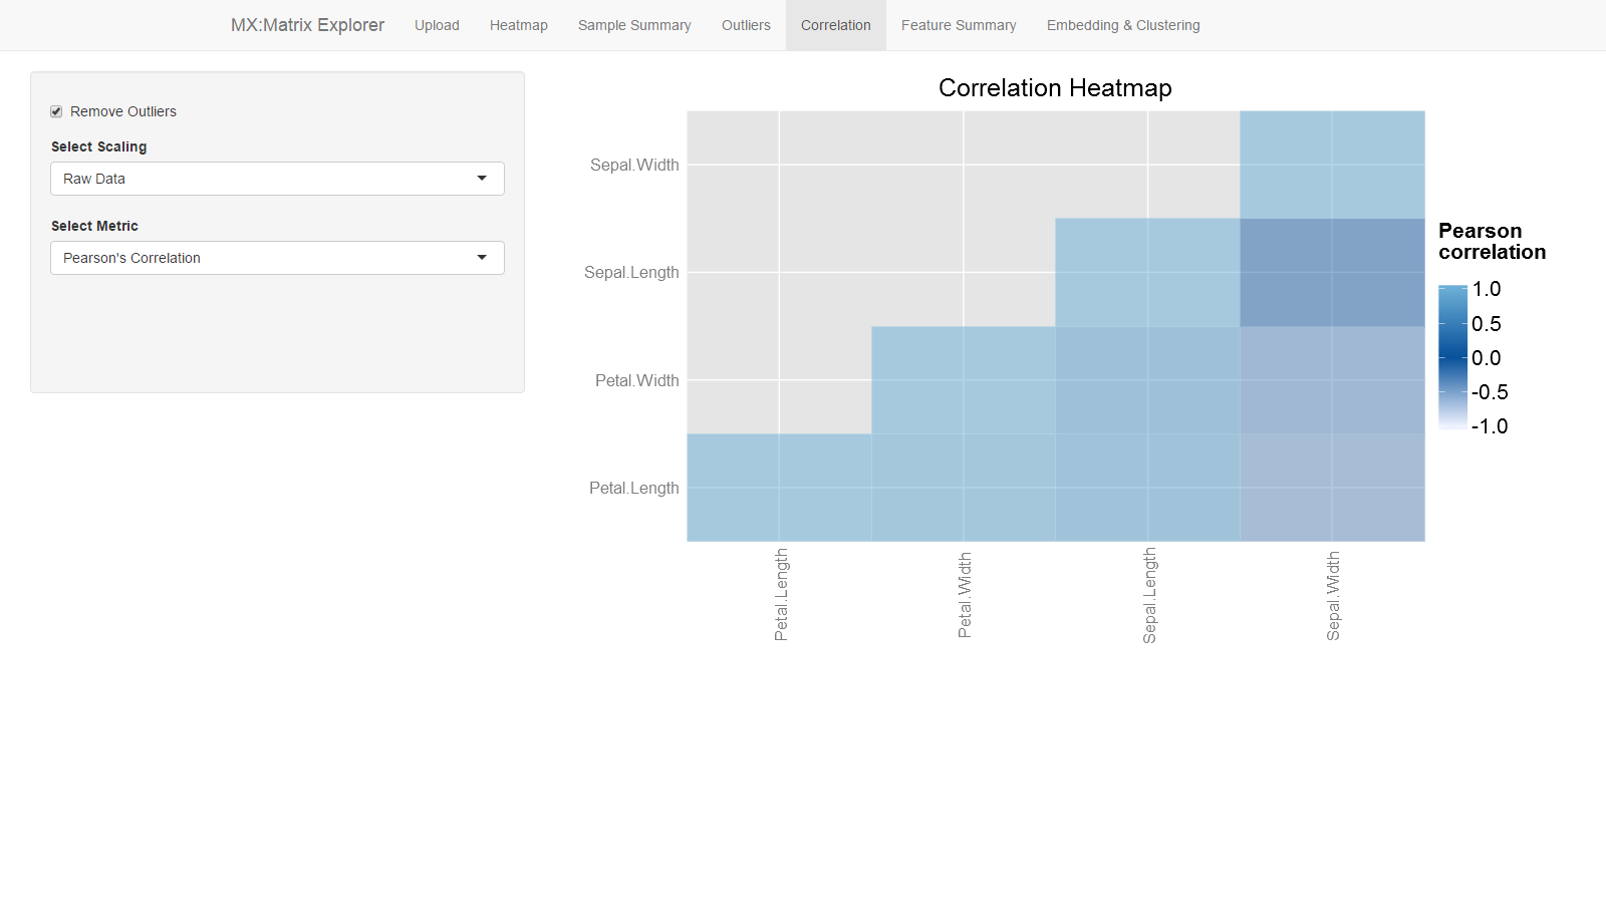 MX:Matrix Explorer Upload Heatmap Sample Summary Outliers Correlation Feature Summary Embedding & Clustering
Remove Outliers
Select Scaling
Raw Data
Select Metric
Pearson's Correlation
Correlation Heatmap
Sepal.Width
Sepal.Length
Petal.Width
Petal.Length
Petal.Length
Petal.Width
Sepal.Length
Sepal.Width
Pearson
correlation
1.0
0.5
0.0
-0.5
-1.0